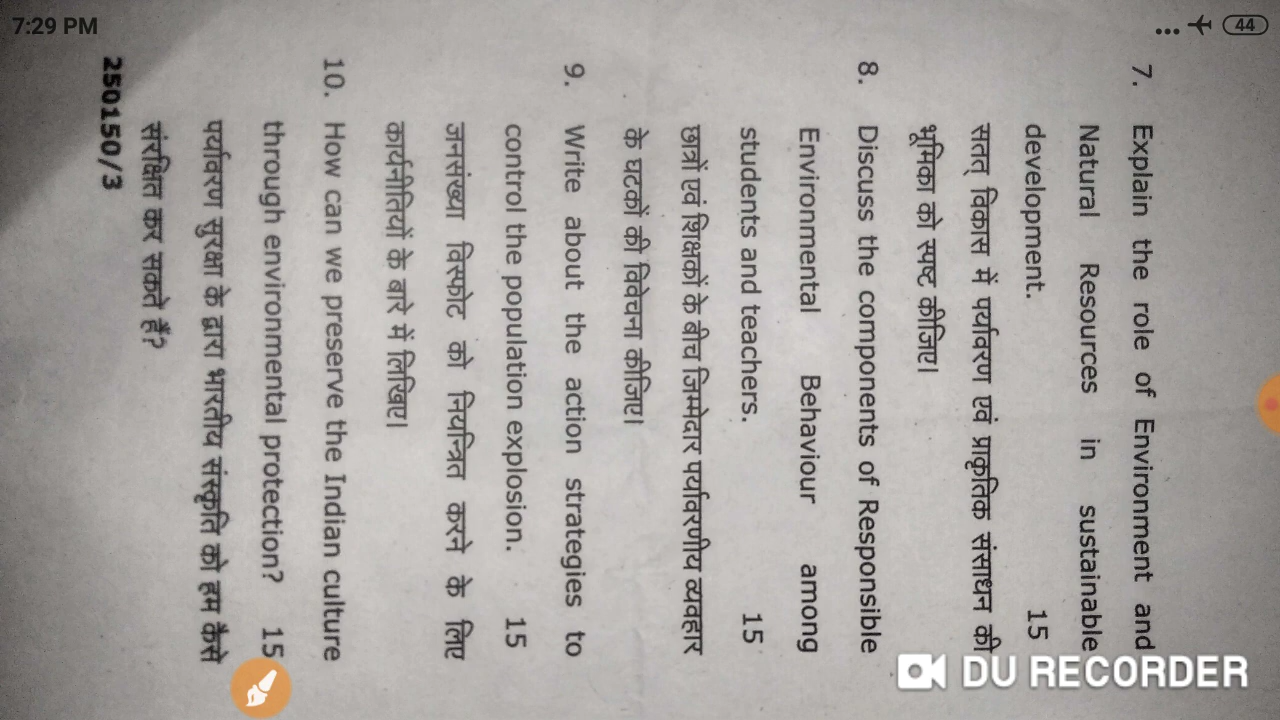 7:29 PM
44
7. Explain the role of Environment and
Natural Resources in sustainable
development. 15
सतत् विकास में पर्यावरण एवं प्राकृतिक संसाधन की
भूमिका को स्पष्ट कीजिए।
8. Discuss the components of Responsible
Environmental Behaviour among
students and teachers. 15
छात्रों एवं शिक्षकों के बीच जिम्मेदार पर्यावरणीय व्यवहार
के घटकों की विवेचना कीजिए।
9. Write about the action strategies to
control the population explosion. 15
जनसंख्या विस्फोट को नियन्त्रित करने के लिए
कार्यनीतियों के बारे में लिखिए।
10. How can we preserve the Indian culture
through environmental protection? 15
पर्यावरण सुरक्षा के द्वारा भारतीय संस्कृति को हम कैसे
संरक्षित कर सकते हैं?
250150/3
DU RECORDER